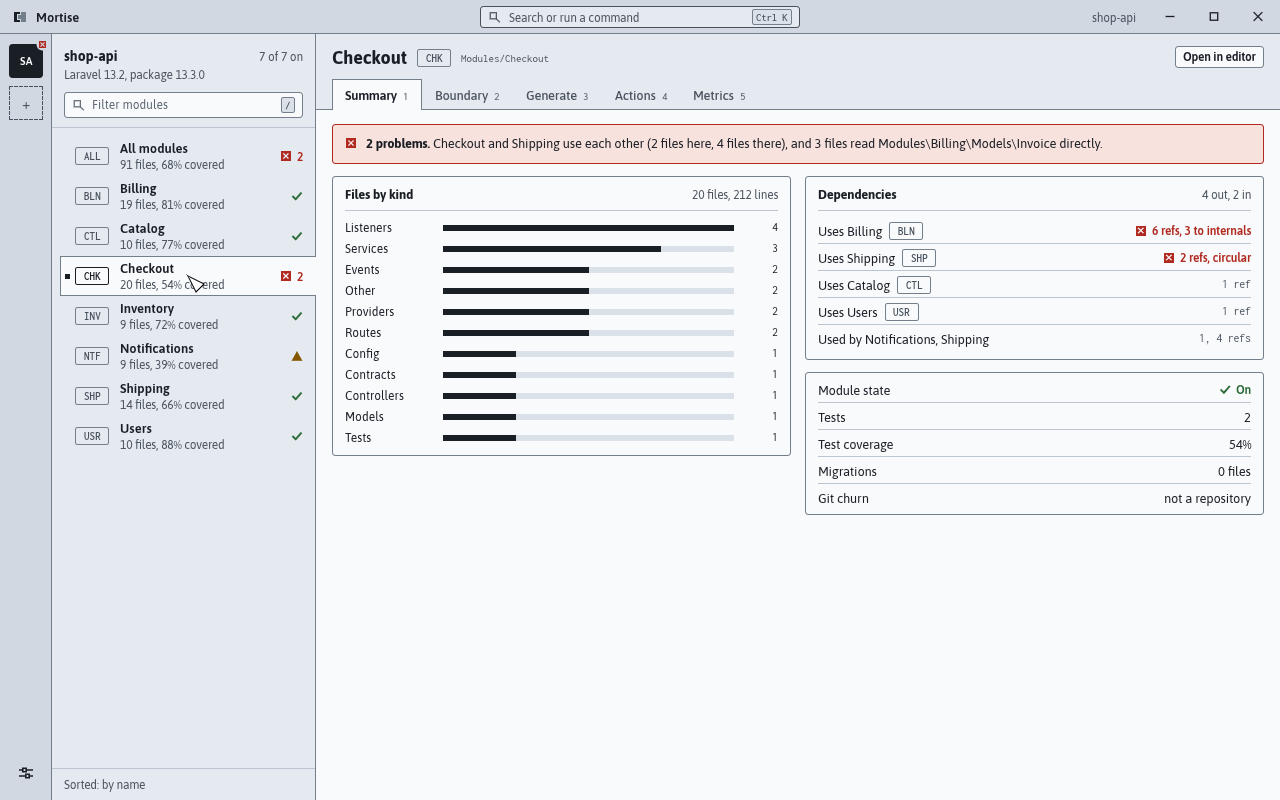 Mortise
Search or run a command
Ctrl K
shop-api
SA
+
shop-api
7 of 7 on
Laravel 13.2, package 13.3.0
Filter modules
/
ALL
All modules
91 files, 68% covered
2
BLN
Billing
19 files, 81% covered
CTL
Catalog
10 files, 77% covered
CHK
Checkout
20 files, 54% covered
2
INV
Inventory
9 files, 72% covered
NTF
Notifications
9 files, 39% covered
SHP
Shipping
14 files, 66% covered
USR
Users
10 files, 88% covered
Sorted: by name
Checkout
CHK
Modules/Checkout
Open in editor
Summary 1
Boundary 2
Generate 3
Actions 4
Metrics 5
2 problems. Checkout and Shipping use each other (2 files here, 4 files there), and 3 files read Modules\Billing\Models\Invoice directly.
Files by kind
20 files, 212 lines
Listeners 4
Services 3
Events 2
Other 2
Providers 2
Routes 2
Config 1
Contracts 1
Controllers 1
Models 1
Tests 1
Dependencies
4 out, 2 in
Uses Billing BLN 6 refs, 3 to internals
Uses Shipping SHP 2 refs, circular
Uses Catalog CTL 1 ref
Uses Users USR 1 ref
Used by Notifications, Shipping 1, 4 refs
Module state On
Tests 2
Test coverage 54%
Migrations 0 files
Git churn not a repository